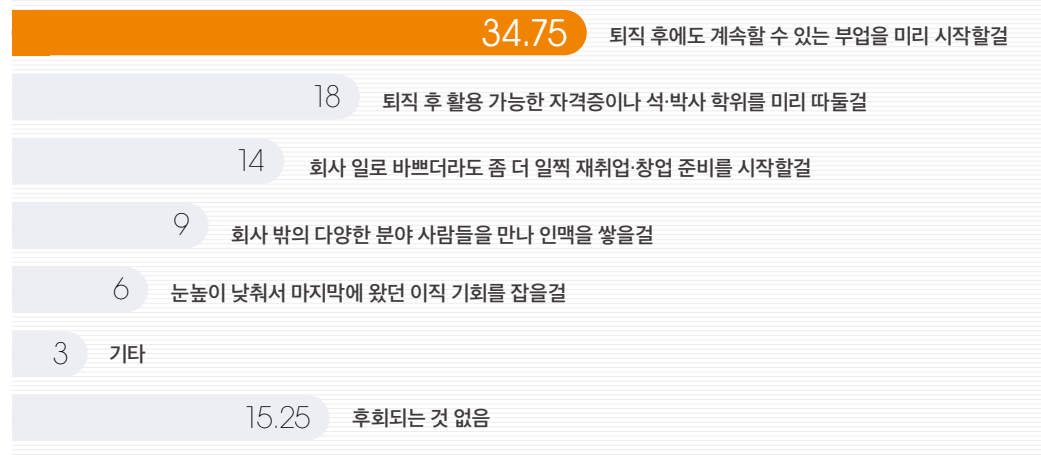 34.75 퇴직 후에도 계속할 수 있는 부업을 미리 시작할걸
18 퇴직 후 활용 가능한 자격증이나 석·박사 학위를 미리 따둘걸
14 회사 일로 바쁘더라도 좀 더 일찍 재취업·창업 준비를 시작할걸
9 회사 밖의 다양한 분야 사람들을 만나 인맥을 쌓을걸
6 눈높이 낮춰서 마지막에 왔던 이직 기회를 잡을걸
3 기타
15.25 후회되는 것 없음